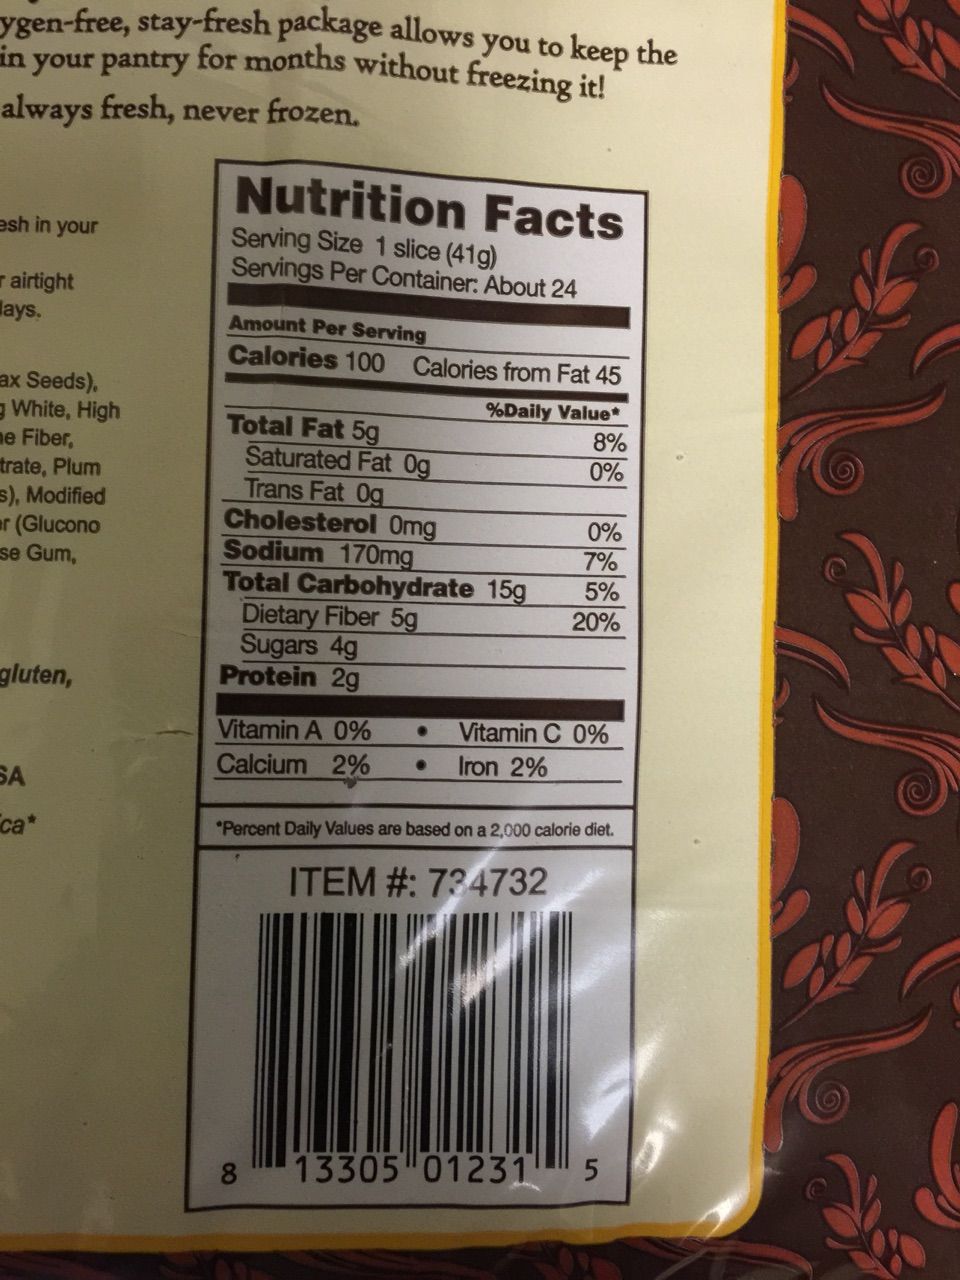 ygen-free, stay-fresh package allows you to keep the
in your pantry for months without freezing it!
always fresh, never frozen.
esh in your
r airtight
lays.
ax Seeds),
g White, High
ne Fiber,
trate, Plum
s), Modified
er (Glucono
se Gum,
gluten,
SA
ca*
Nutrition Facts
Serving Size 1 slice (41g)
Servings Per Container: About 24
Amount Per Serving
Calories 100 Calories from Fat 45
%Daily Value*
Total Fat 5g 8%
Saturated Fat 0g 0%
Trans Fat 0g
Cholesterol 0mg 0%
Sodium 170mg 7%
Total Carbohydrate 15g 5%
Dietary Fiber 5g 20%
Sugars 4g
Protein 2g
Vitamin A 0% • Vitamin C 0%
Calcium 2% • Iron 2%
*Percent Daily Values are based on a 2,000 calorie diet.
ITEM #: 734732
8 13305 01231 5